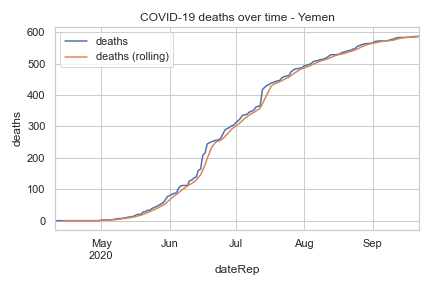 COVID-19 deaths over time - Yemen
deaths
deaths (rolling)
deaths
600
500
400
300
200
100
0
May
2020
Jun
Jul
Aug
Sep
dateRep